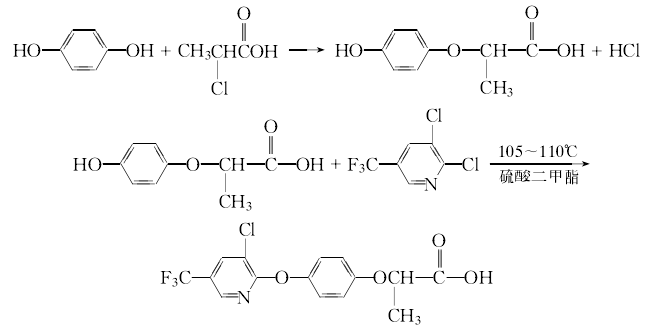 HO—OH + CH₃CHCOH → HO—O—CH—C—OH + HCl
O
O
Cl
CH₃
HO—O—CH—C—OH + F₃C
O
CH₃
Cl
Cl
N
105～110℃
硫酸二甲酯
F₃C
Cl
N
O
OCH—C—OH
O
CH₃